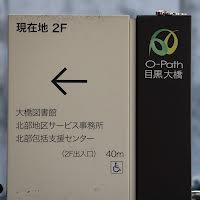 現在地 2F
大橋図書館
北部地区サービス事務所
北部包括支援センター
(2F出入口) 40m
O-Path
目黒大橋